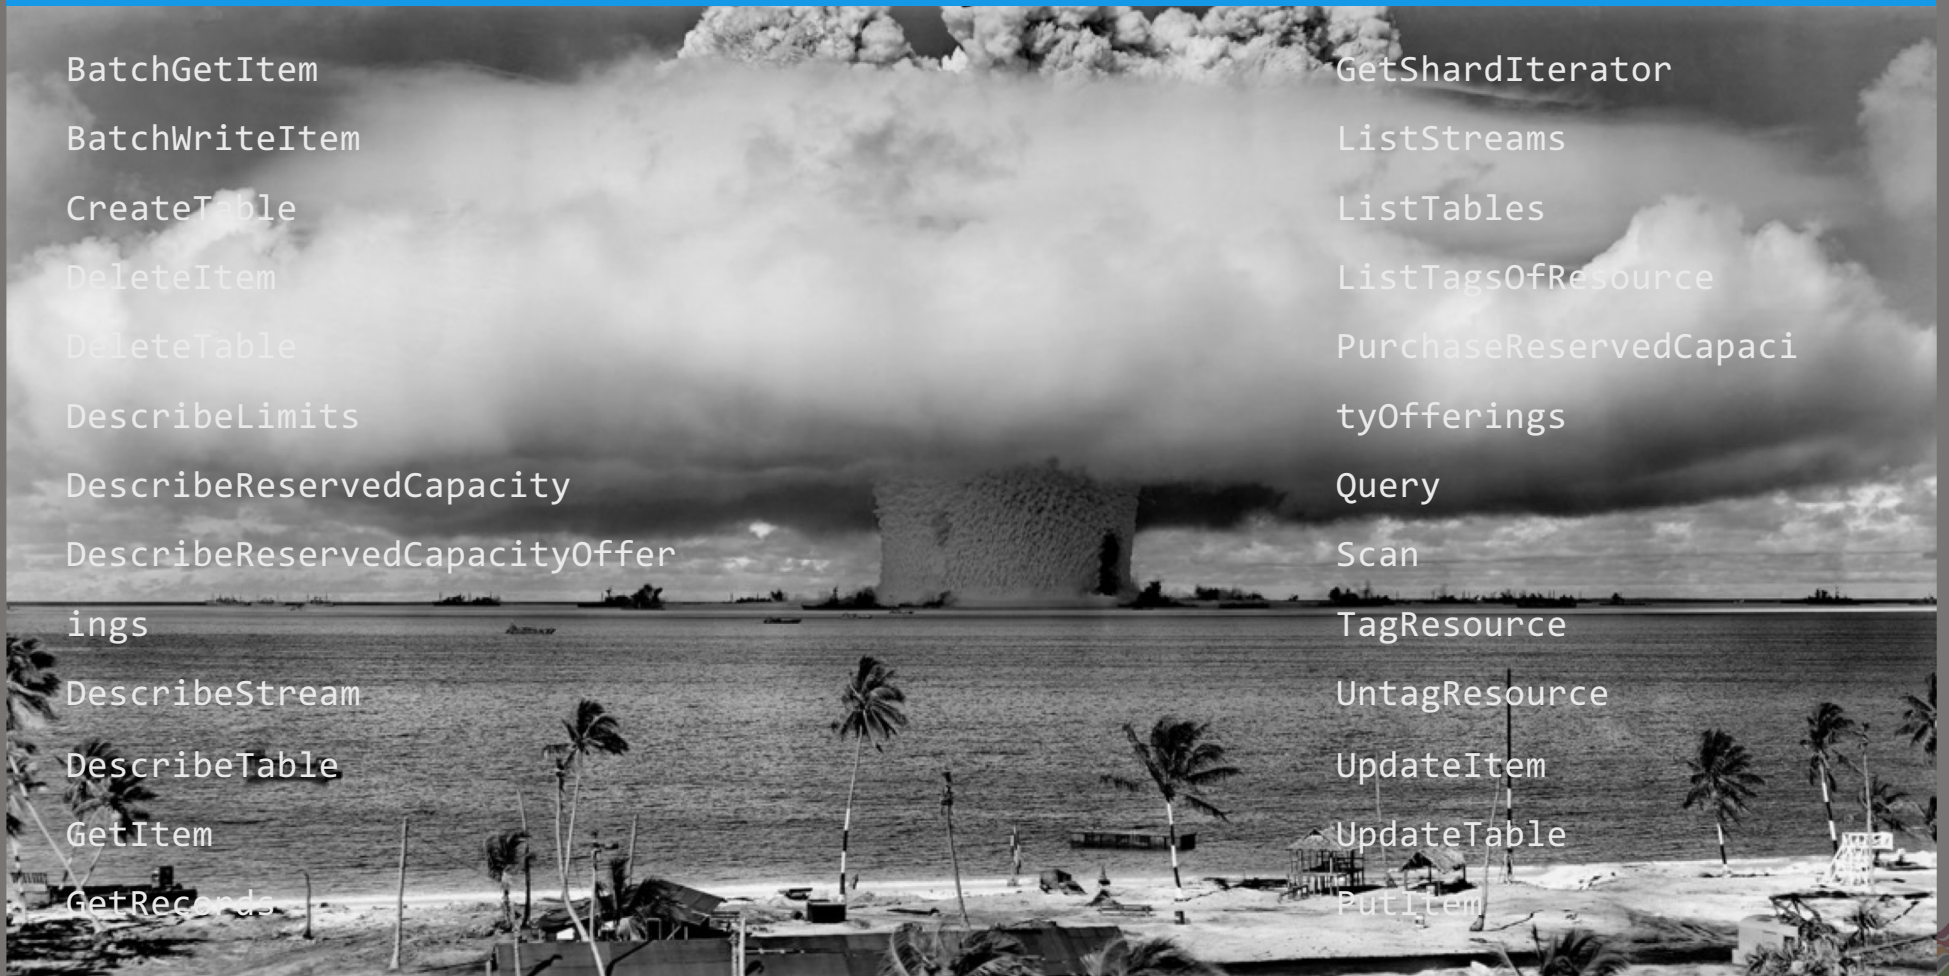 BatchGetItem
BatchWriteItem
CreateTable
DeleteItem
DeleteTable
DescribeLimits
DescribeReservedCapacity
DescribeReservedCapacityOffer
ings
DescribeStream
DescribeTable
GetItem
GetRecords
GetShardIterator
ListStreams
ListTables
ListTagsOfResource
PurchaseReservedCapaci
tyOfferings
Query
Scan
TagResource
UntagResource
UpdateItem
UpdateTable
PutItem